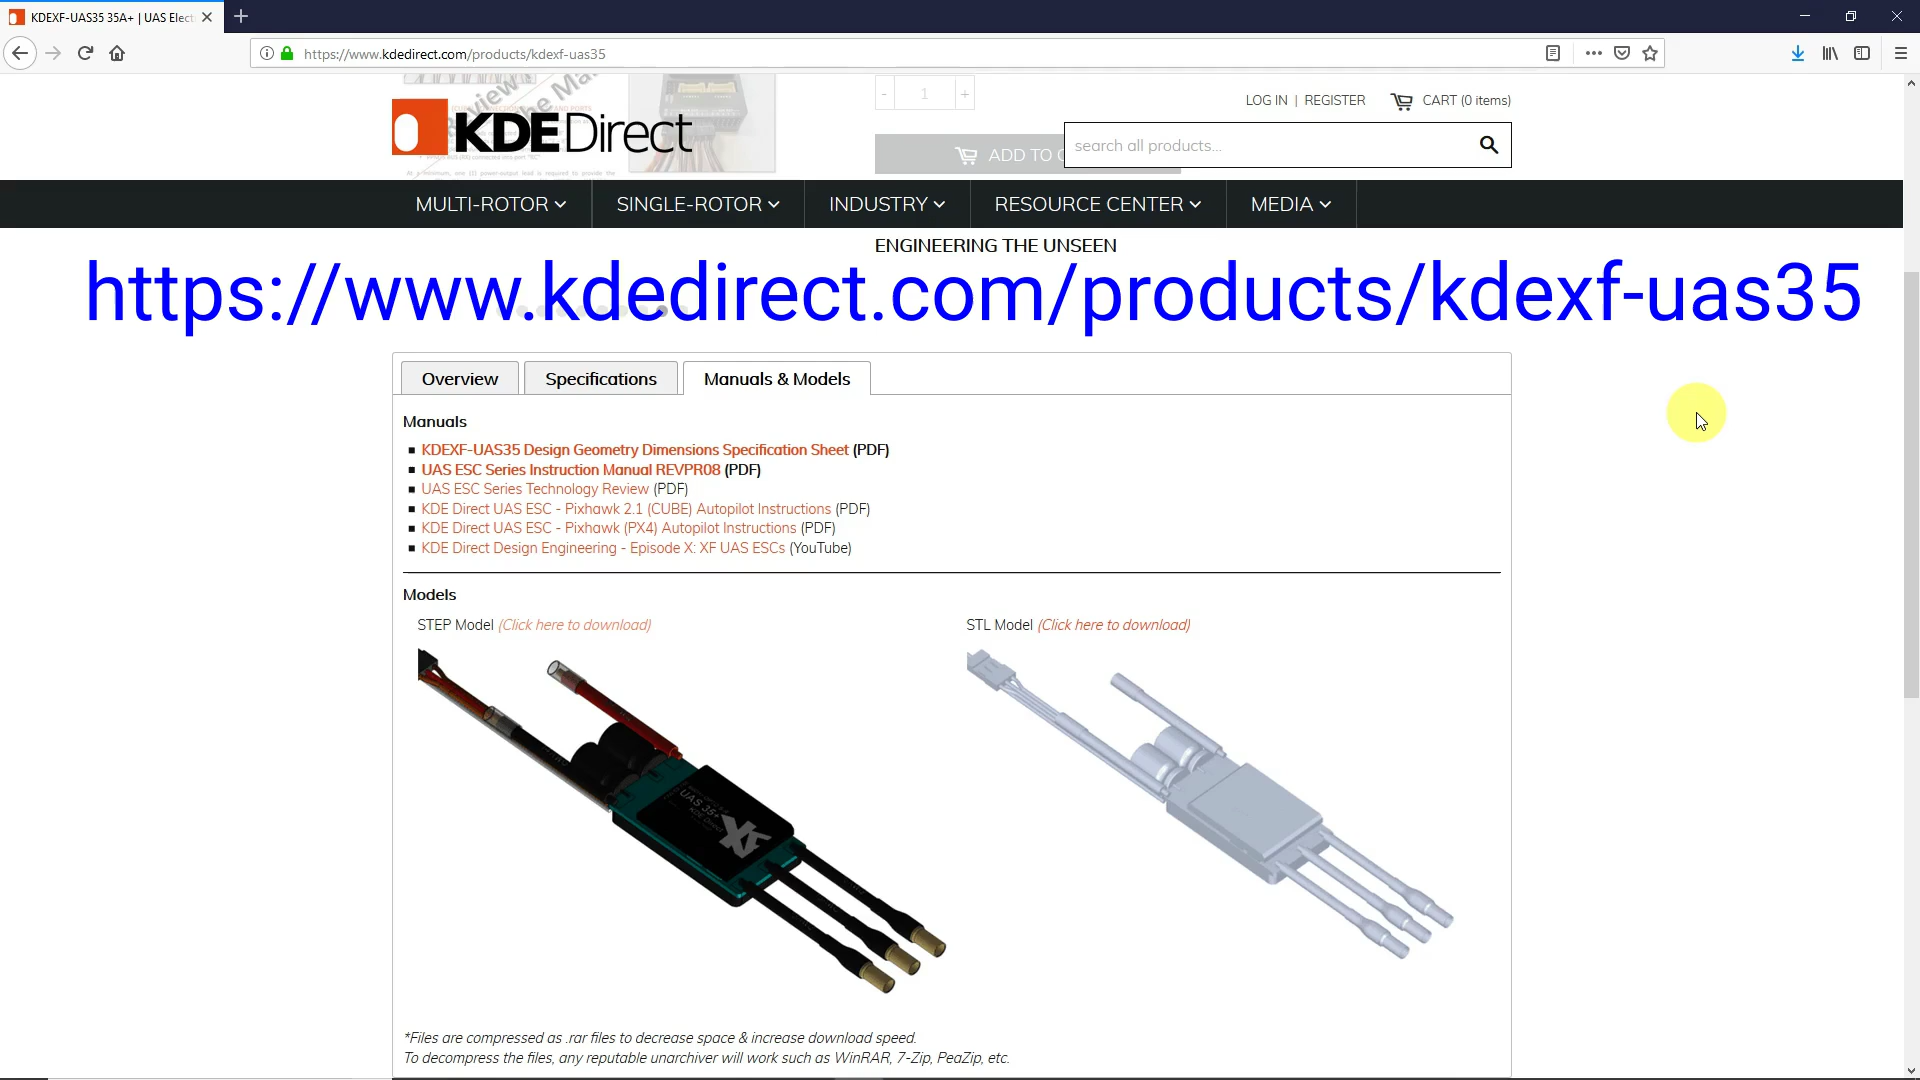 KDEXF-UAS35 35A+ | UAS Elect
https://www.kdedirect.com/products/kdexf-uas35
- 1 +
LOG IN | REGISTER CART (0 items)
KDEDirect
ADD TO C
search all products...
MULTI-ROTOR SINGLE-ROTOR INDUSTRY RESOURCE CENTER MEDIA
ENGINEERING THE UNSEEN
https://www.kdedirect.com/products/kdexf-uas35
Overview Specifications Manuals & Models
Manuals
KDEXF-UAS35 Design Geometry Dimensions Specification Sheet (PDF)
UAS ESC Series Instruction Manual REVPR08 (PDF)
UAS ESC Series Technology Review (PDF)
KDE Direct UAS ESC - Pixhawk 2.1 (CUBE) Autopilot Instructions (PDF)
KDE Direct UAS ESC - Pixhawk (PX4) Autopilot Instructions (PDF)
KDE Direct Design Engineering - Episode X: XF UAS ESCs (YouTube)
Models
STEP Model (Click here to download)
STL Model (Click here to download)
UAS 35+
KDE Direct
XF
*Files are compressed as .rar files to decrease space & increase download speed.
To decompress the files, any reputable unarchiver will work such as WinRAR, 7-Zip, PeaZip, etc.